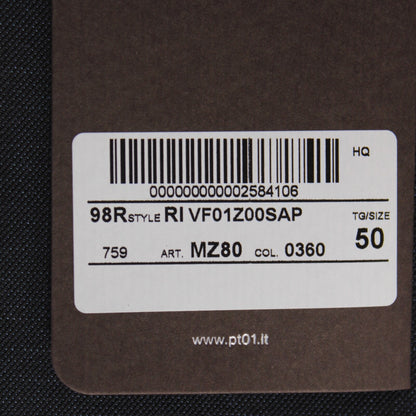 HQ
000000000002584106
98R STYLE RI VF01Z00SAP
TG/SIZE
50
759 ART. MZ80 COL. 0360
www.pt01.it